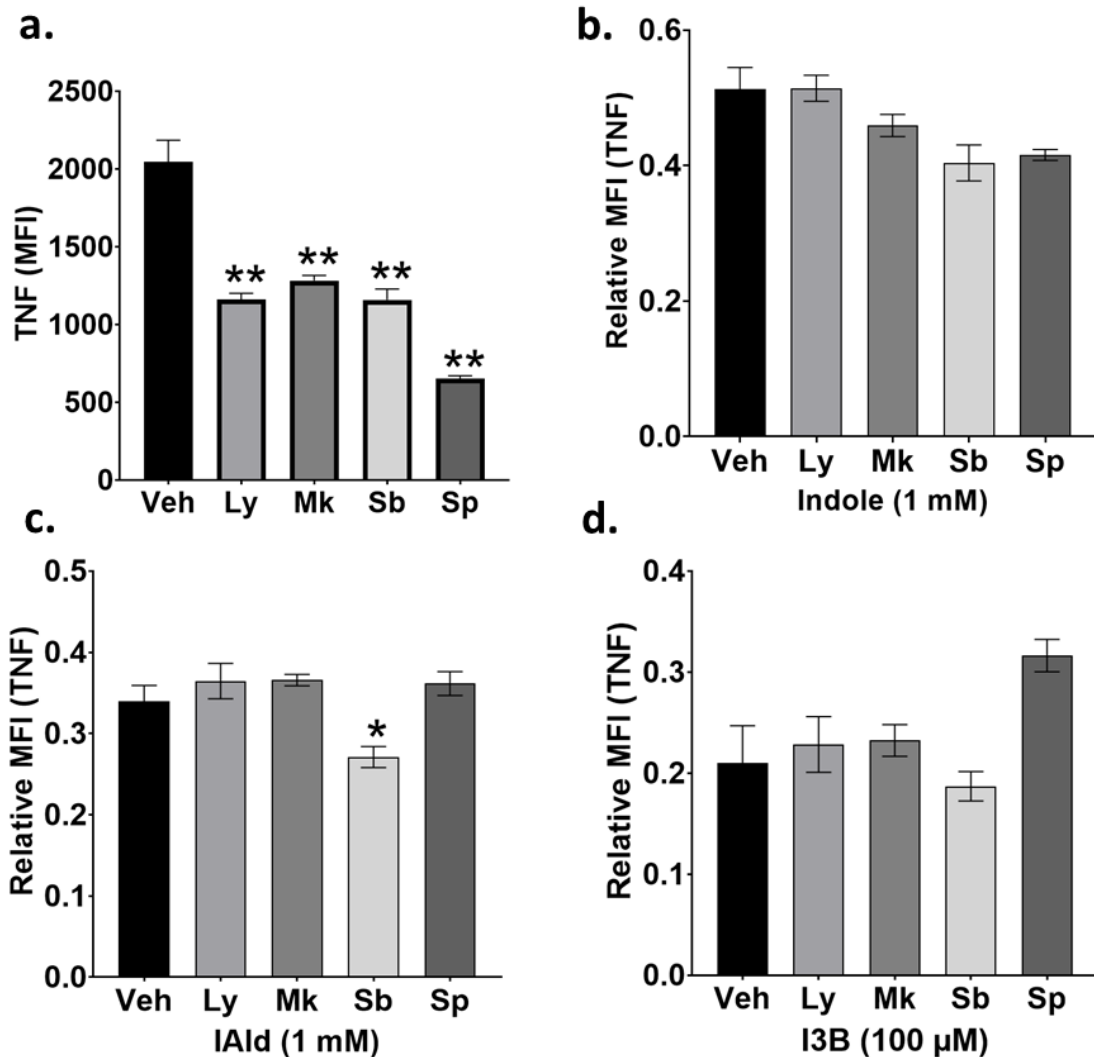 a.
TNF (MFI)
2500
2000
1500
1000
500
0
**
**
**
**
Veh Ly Mk Sb Sp
b.
Relative MFI (TNF)
0.6
0.4
0.2
0.0
Veh Ly Mk Sb Sp
Indole (1 mM)
c.
Relative MFI (TNF)
0.5
0.4
0.3
0.2
0.1
0.0
*
Veh Ly Mk Sb Sp
IAld (1 mM)
d.
Relative MFI (TNF)
0.4
0.3
0.2
0.1
0.0
Veh Ly Mk Sb Sp
I3B (100 µM)